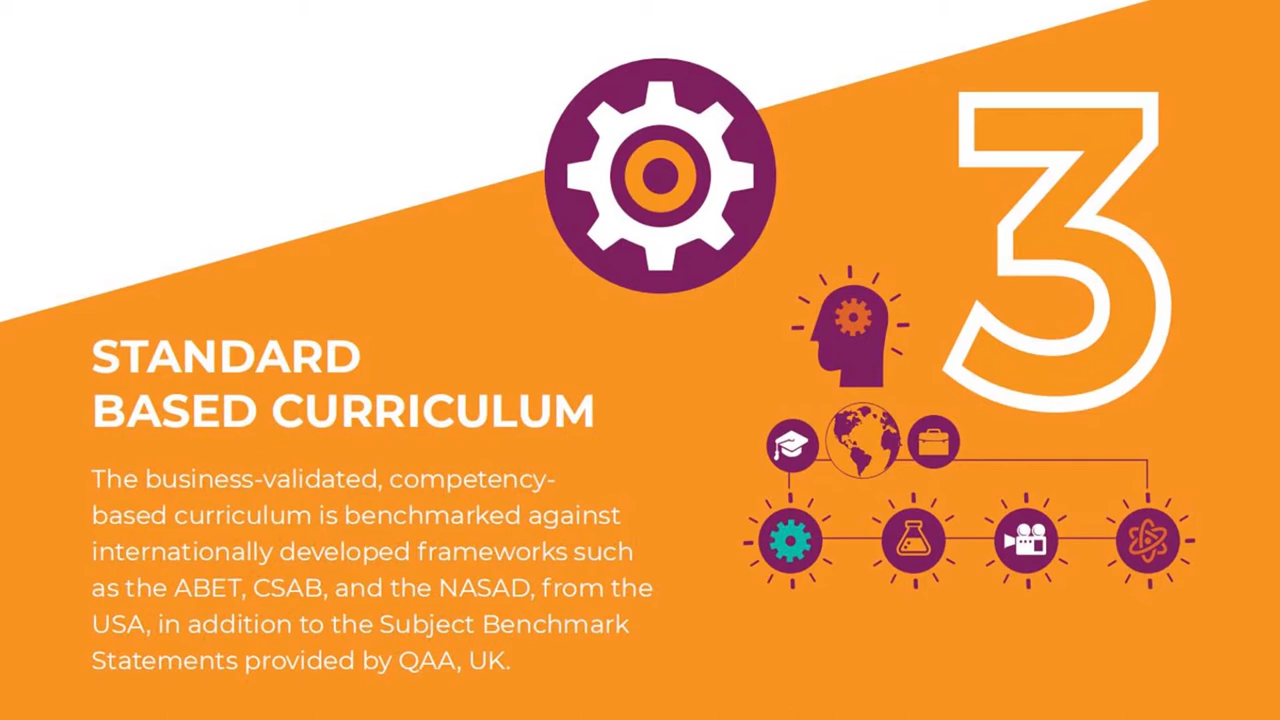 3
STANDARD
BASED CURRICULUM
The business-validated, competency-
based curriculum is benchmarked against
internationally developed frameworks such
as the ABET, CSAB, and the NASAD, from the
USA, in addition to the Subject Benchmark
Statements provided by QAA, UK.